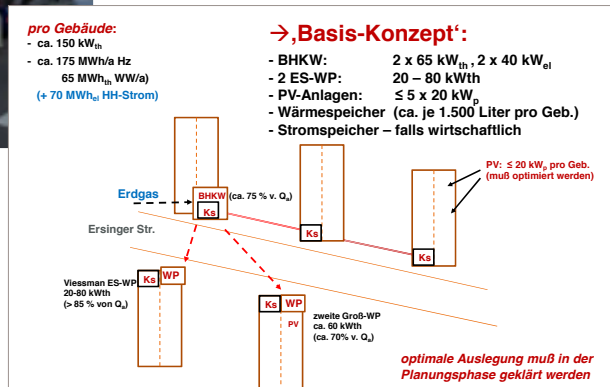 pro Gebäude:
- ca. 150 kWth
- ca. 175 MWh/a Hz
65 MWhth WW/a)
(+ 70 MWhel HH-Strom)
→‚Basis-Konzept‘:
- BHKW: 2 x 65 kWth , 2 x 40 kWel
- 2 ES-WP: 20 – 80 kWth
- PV-Anlagen: ≤ 5 x 20 kWp
- Wärmespeicher (ca. je 1.500 Liter pro Geb.)
- Stromspeicher – falls wirtschaftlich
PV: ≤ 20 kWp pro Geb.
(muß optimiert werden)
Erdgas
BHKW (ca. 75 % v. Qa)
Ks
Ersinger Str.
Ks
Ks
Viessman ES-WP
20-80 kWth
(> 85 % von Qa)
Ks WP
Ks WP
PV
zweite Groß-WP
ca. 60 kWth
(ca. 70% v. Qa)
optimale Auslegung muß in der
Planungsphase geklärt werden